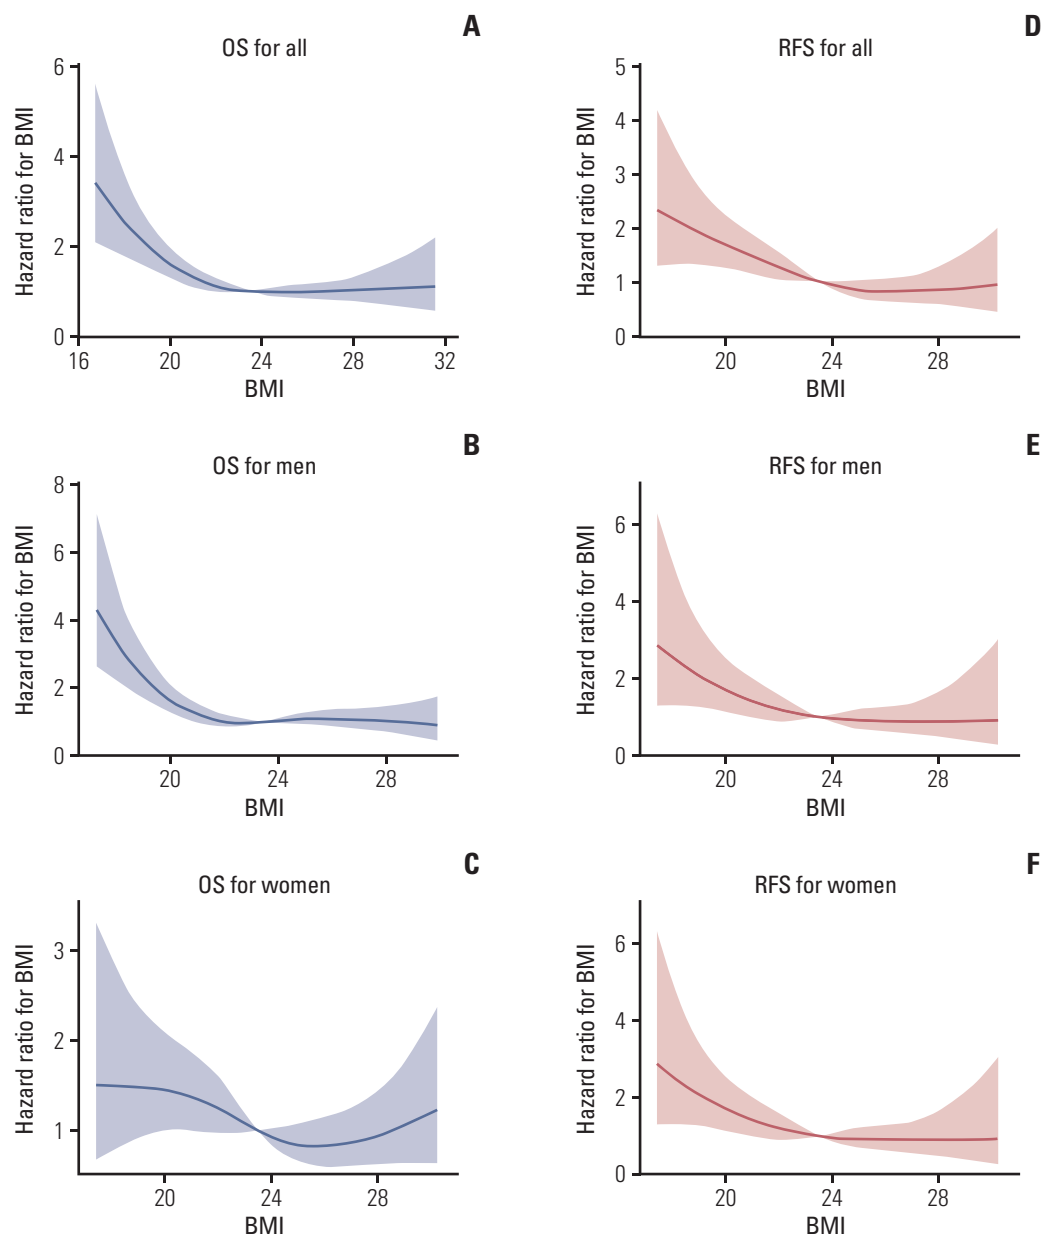 A
OS for all
Hazard ratio for BMI
6
4
2
0
16
20
24
28
32
BMI
D
RFS for all
Hazard ratio for BMI
5
4
3
2
1
0
20
24
28
BMI
B
OS for men
Hazard ratio for BMI
8
6
4
2
0
20
24
28
BMI
E
RFS for men
Hazard ratio for BMI
6
4
2
0
20
24
28
BMI
C
OS for women
Hazard ratio for BMI
3
2
1
20
24
28
BMI
F
RFS for women
Hazard ratio for BMI
6
4
2
0
20
24
28
BMI